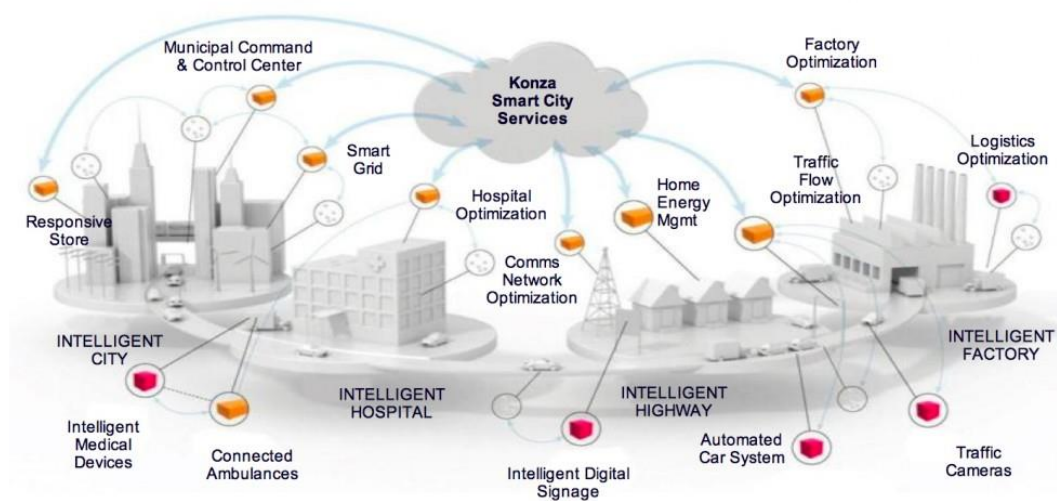 Municipal Command
& Control Center
Konza
Smart City
Services
Factory
Optimization
Smart
Grid
Logistics
Optimization
Traffic
Flow
Optimization
Home
Energy
Mgmt
Hospital
Optimization
Responsive
Store
Comms
Network
Optimization
INTELLIGENT
CITY
INTELLIGENT
HOSPITAL
INTELLIGENT
HIGHWAY
INTELLIGENT
FACTORY
Intelligent
Medical
Devices
Connected
Ambulances
Intelligent Digital
Signage
Automated
Car System
Traffic
Cameras